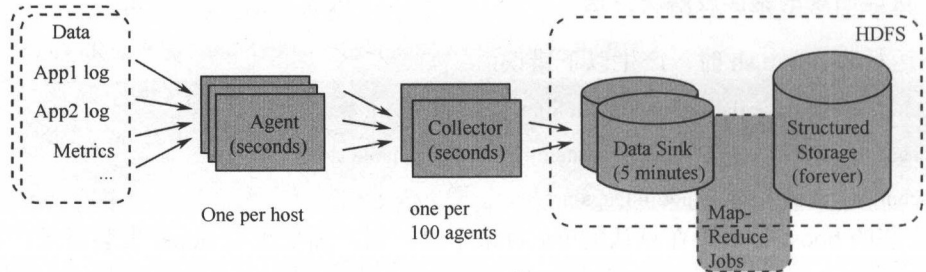 Data
App1 log
App2 log
Metrics
...
Agent
(seconds)
One per host
Collector
(seconds)
one per
100 agents
HDFS
Data Sink
(5 minutes)
Structured
Storage
(forever)
Map-
Reduce
Jobs